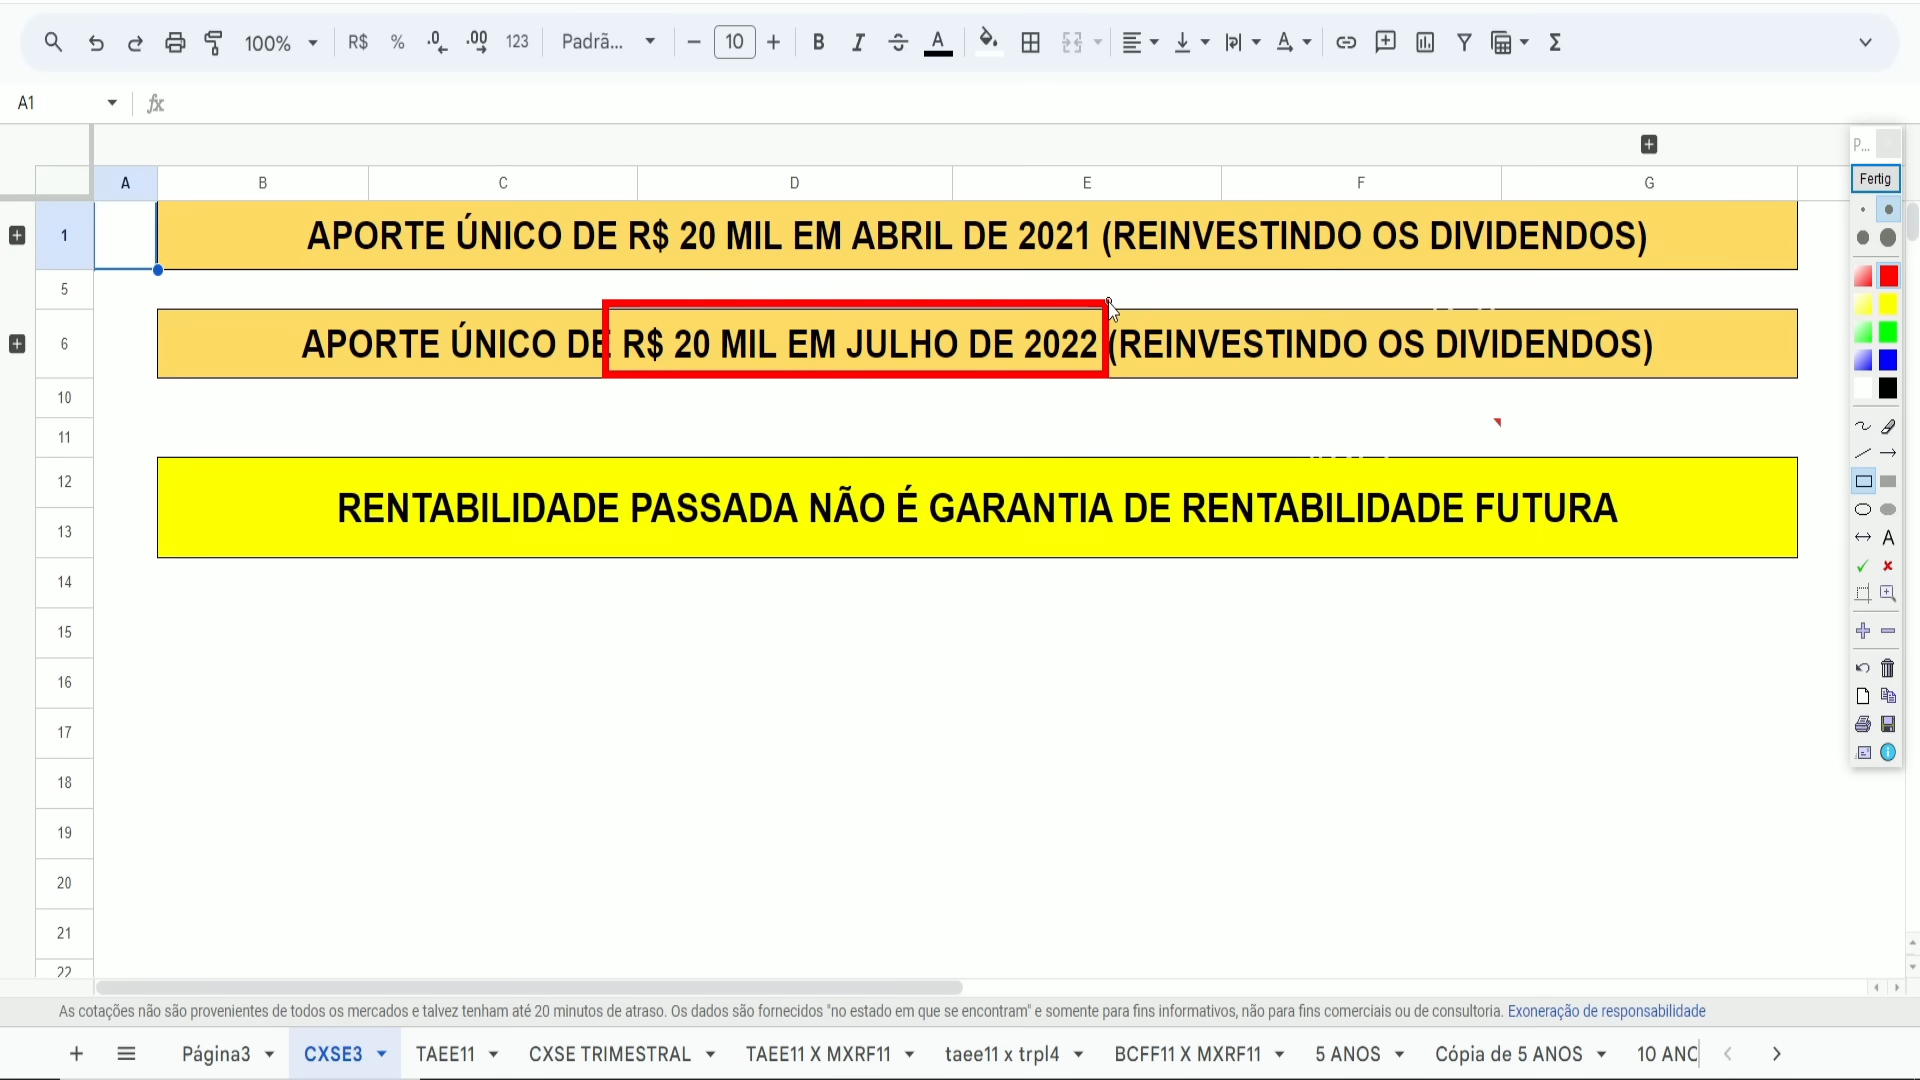 100% R$ % .0 .00 123 Padrã... 10 B I A A Σ
A1 fx
P...
Fertig
A B C D E F G
1 APORTE ÚNICO DE R$ 20 MIL EM ABRIL DE 2021 (REINVESTINDO OS DIVIDENDOS)
5
6 APORTE ÚNICO DE R$ 20 MIL EM JULHO DE 2022 (REINVESTINDO OS DIVIDENDOS)
10
11
12
RENTABILIDADE PASSADA NÃO É GARANTIA DE RENTABILIDADE FUTURA
13
14
15
16
17
18
19
20
21
22
As cotações não são provenientes de todos os mercados e talvez tenham até 20 minutos de atraso. Os dados são fornecidos "no estado em que se encontram" e somente para fins informativos, não para fins comerciais ou de consultoria. Exoneração de responsabilidade
Página3 CXSE3 TAEE11 CXSE TRIMESTRAL TAEE11 X MXRF11 taee11 x trpl4 BCFF11 X MXRF11 5 ANOS Cópia de 5 ANOS 10 ANO